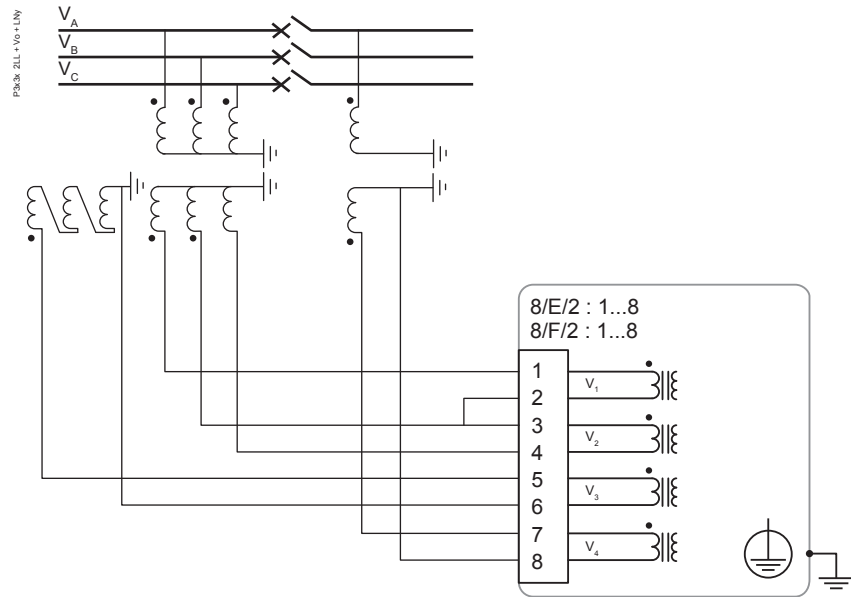 P3x3x 2LL + Vo + LNy
VA
VB
VC
8/E/2 : 1...8
8/F/2 : 1...8
1
2
3
4
5
6
7
8
V1
V2
V3
V4